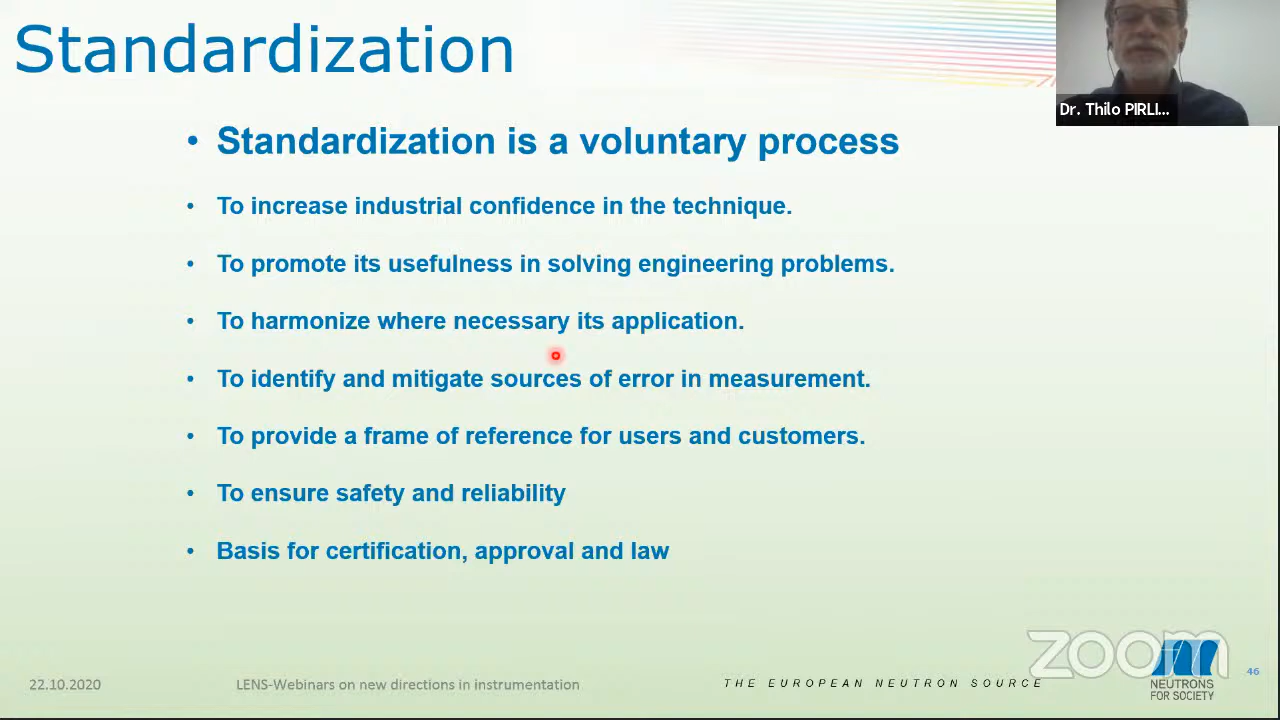 Standardization
Dr. Thilo PIRLI...
• Standardization is a voluntary process
• To increase industrial confidence in the technique.
• To promote its usefulness in solving engineering problems.
• To harmonize where necessary its application.
• To identify and mitigate sources of error in measurement.
• To provide a frame of reference for users and customers.
• To ensure safety and reliability
• Basis for certification, approval and law
zoom
22.10.2020
LENS-Webinars on new directions in instrumentation
THE EUROPEAN NEUTRON SOURCE
NEUTRONS
FOR SOCIETY
46